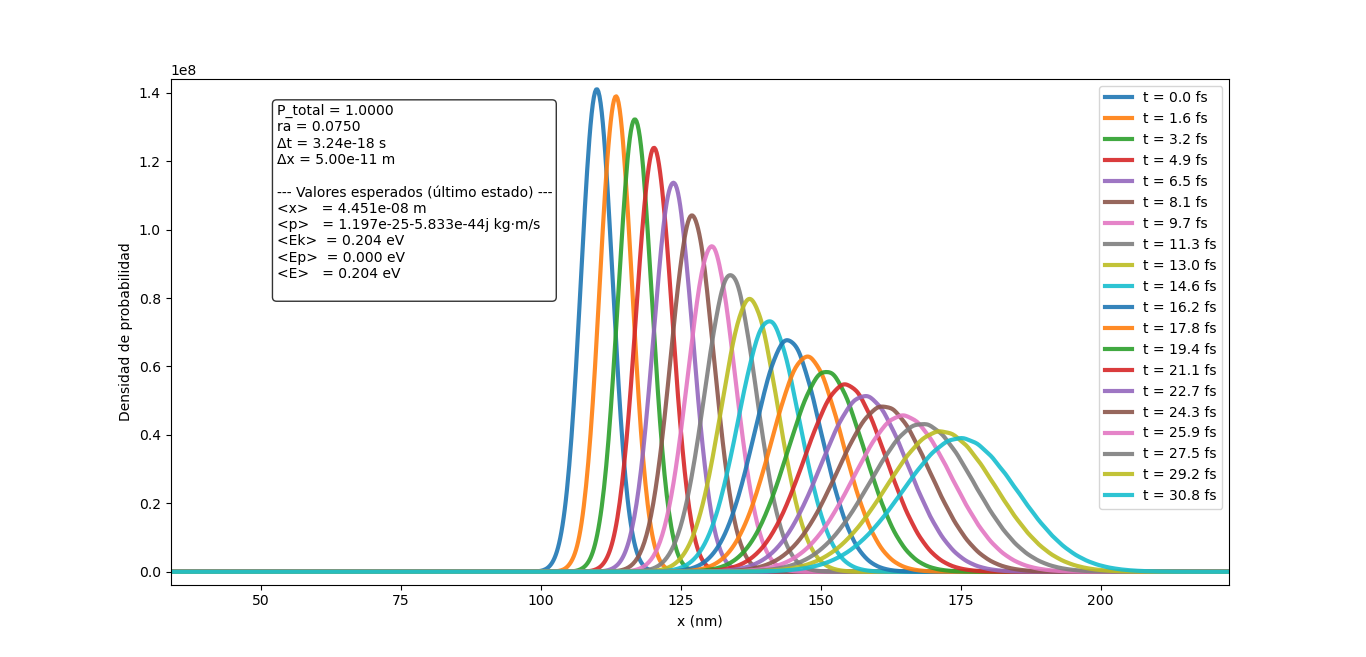 1e8
1.4
1.2
1.0
0.8
0.6
0.4
0.2
0.0
Densidad de probabilidad
P_total = 1.0000
ra = 0.0750
Δt = 3.24e-18 s
Δx = 5.00e-11 m
--- Valores esperados (último estado) ---
<x> = 4.451e-08 m
<p> = 1.197e-25-5.833e-44j kg·m/s
<Ek> = 0.204 eV
<Ep> = 0.000 eV
<E> = 0.204 eV
t = 0.0 fs
t = 1.6 fs
t = 3.2 fs
t = 4.9 fs
t = 6.5 fs
t = 8.1 fs
t = 9.7 fs
t = 11.3 fs
t = 13.0 fs
t = 14.6 fs
t = 16.2 fs
t = 17.8 fs
t = 19.4 fs
t = 21.1 fs
t = 22.7 fs
t = 24.3 fs
t = 25.9 fs
t = 27.5 fs
t = 29.2 fs
t = 30.8 fs
50 75 100 125 150 175 200
x (nm)